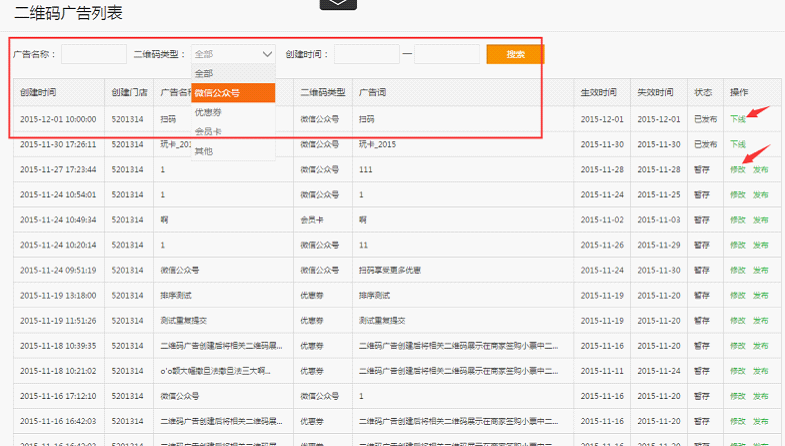 二维码广告列表
广告名称： 二维码类型： 全部 创建时间： — 搜索
全部
微信公众号
优惠券
会员卡
其他
创建时间 创建门店 广告名称 二维码类型 广告词 生效时间 失效时间 状态 操作
2015-12-01 10:00:00 5201314 扫码 微信公众号 扫码 2015-12-01 2015-12-01 已发布 下线
2015-11-30 17:26:11 5201314 玩卡_201 微信公众号 玩卡_2015 2015-11-30 2015-11-30 已发布 下线
2015-11-27 17:23:44 5201314 1 微信公众号 111 2015-11-28 2015-11-28 暂存 修改 发布
2015-11-24 10:54:01 5201314 1 微信公众号 1 2015-11-24 2015-11-25 暂存 修改 发布
2015-11-24 10:49:34 5201314 啊 会员卡 啊 2015-11-02 2015-11-03 暂存 修改 发布
2015-11-24 10:20:14 5201314 1 微信公众号 11 2015-11-26 2015-11-29 暂存 修改 发布
2015-11-24 09:51:19 5201314 微信公众号 微信公众号 扫码享受更多优惠 2015-11-24 2015-11-30 暂存 修改 发布
2015-11-19 13:18:00 5201314 排序测试 优惠券 排序测试 2015-11-19 2015-11-20 暂存 修改 发布
2015-11-19 11:51:26 5201314 测试重复提交 优惠券 测试重复提交 2015-11-19 2015-11-20 暂存 修改 发布
2015-11-18 10:39:35 5201314 二维码广告创建后将相关二维码展... 优惠券 二维码广告创建后将相关二维码展示在商家签购小票中二... 2015-11-16 2015-11-20 暂存 修改 发布
2015-11-18 10:21:02 5201314 o'o额大幅撒旦法撒旦法三大啊... 优惠券 二维码广告创建后将相关二维码展示在商家签购小票中二... 2015-11-11 2015-11-24 暂存 修改 发布
2015-11-16 17:12:10 5201314 微信公众号 微信公众号 1 2015-11-16 2015-11-20 暂存 修改 发布
2015-11-16 16:42:03 5201314 二维码广告创建后将相关二维码展... 优惠券 二维码广告创建后将相关二维码展示在商家签购小票中二... 2015-11-16 2015-11-20 暂存 修改 发布